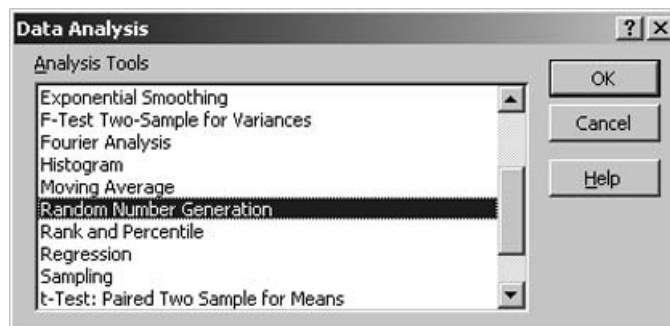 Data Analysis
Analysis Tools
Exponential Smoothing
F-Test Two-Sample for Variances
Fourier Analysis
Histogram
Moving Average
Random Number Generation
Rank and Percentile
Regression
Sampling
t-Test: Paired Two Sample for Means
OK
Cancel
Help